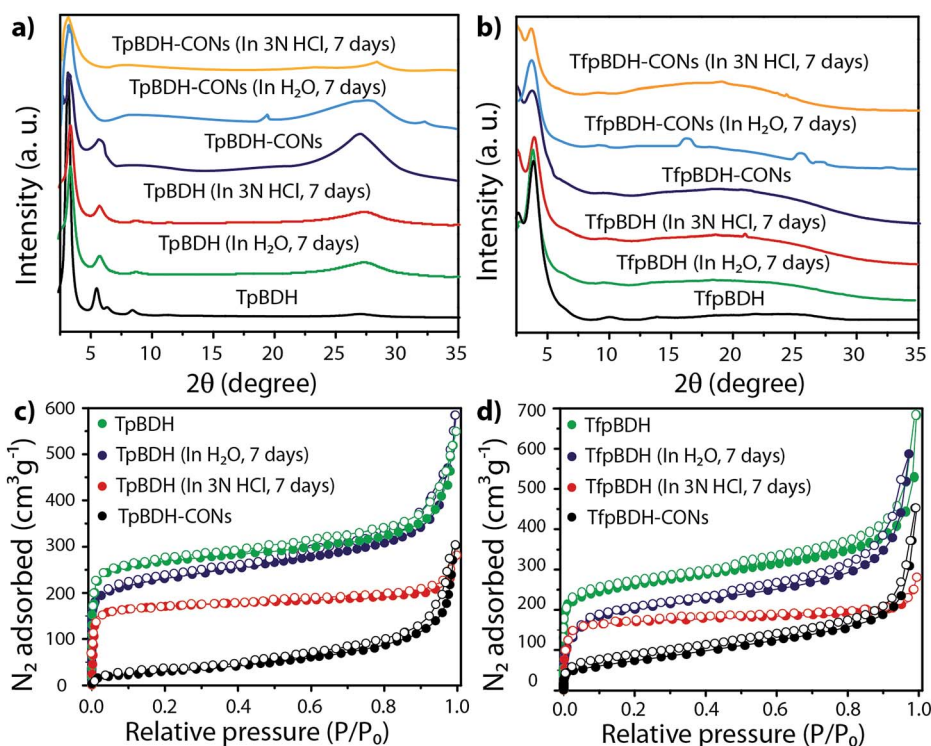 a)
Intensity (a. u.)
TpBDH-CONs (In 3N HCl, 7 days)
TpBDH-CONs (In H₂O, 7 days)
TpBDH-CONs
TpBDH (In 3N HCl, 7 days)
TpBDH (In H₂O, 7 days)
TpBDH
5 10 15 20 25 30 35
2θ (degree)
b)
Intensity (a. u.)
TfpBDH-CONs (In 3N HCl, 7 days)
TfpBDH-CONs (In H₂O, 7 days)
TfpBDH-CONs
TfpBDH (In 3N HCl, 7 days)
TfpBDH (In H₂O, 7 days)
TfpBDH
5 10 15 20 25 30 35
2θ (degree)
c)
N₂ adsorbed (cm³g⁻¹)
600
500
400
300
200
100
0
TpBDH
TpBDH (In H₂O, 7 days)
TpBDH (In 3N HCl, 7 days)
TpBDH-CONs
0.0 0.2 0.4 0.6 0.8 1.0
Relative pressure (P/P₀)
d)
N₂ adsorbed (cm³g⁻¹)
700
600
500
400
300
200
100
0
TfpBDH
TfpBDH (In H₂O, 7 days)
TfpBDH (In 3N HCl, 7 days)
TfpBDH-CONs
0.0 0.2 0.4 0.6 0.8 1.0
Relative pressure (P/P₀)